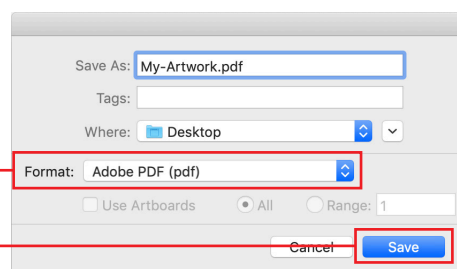 Save As: My-Artwork.pdf
Tags:
Where: Desktop
Format: Adobe PDF (pdf)
Use Artboards All Range: 1
Cancel Save